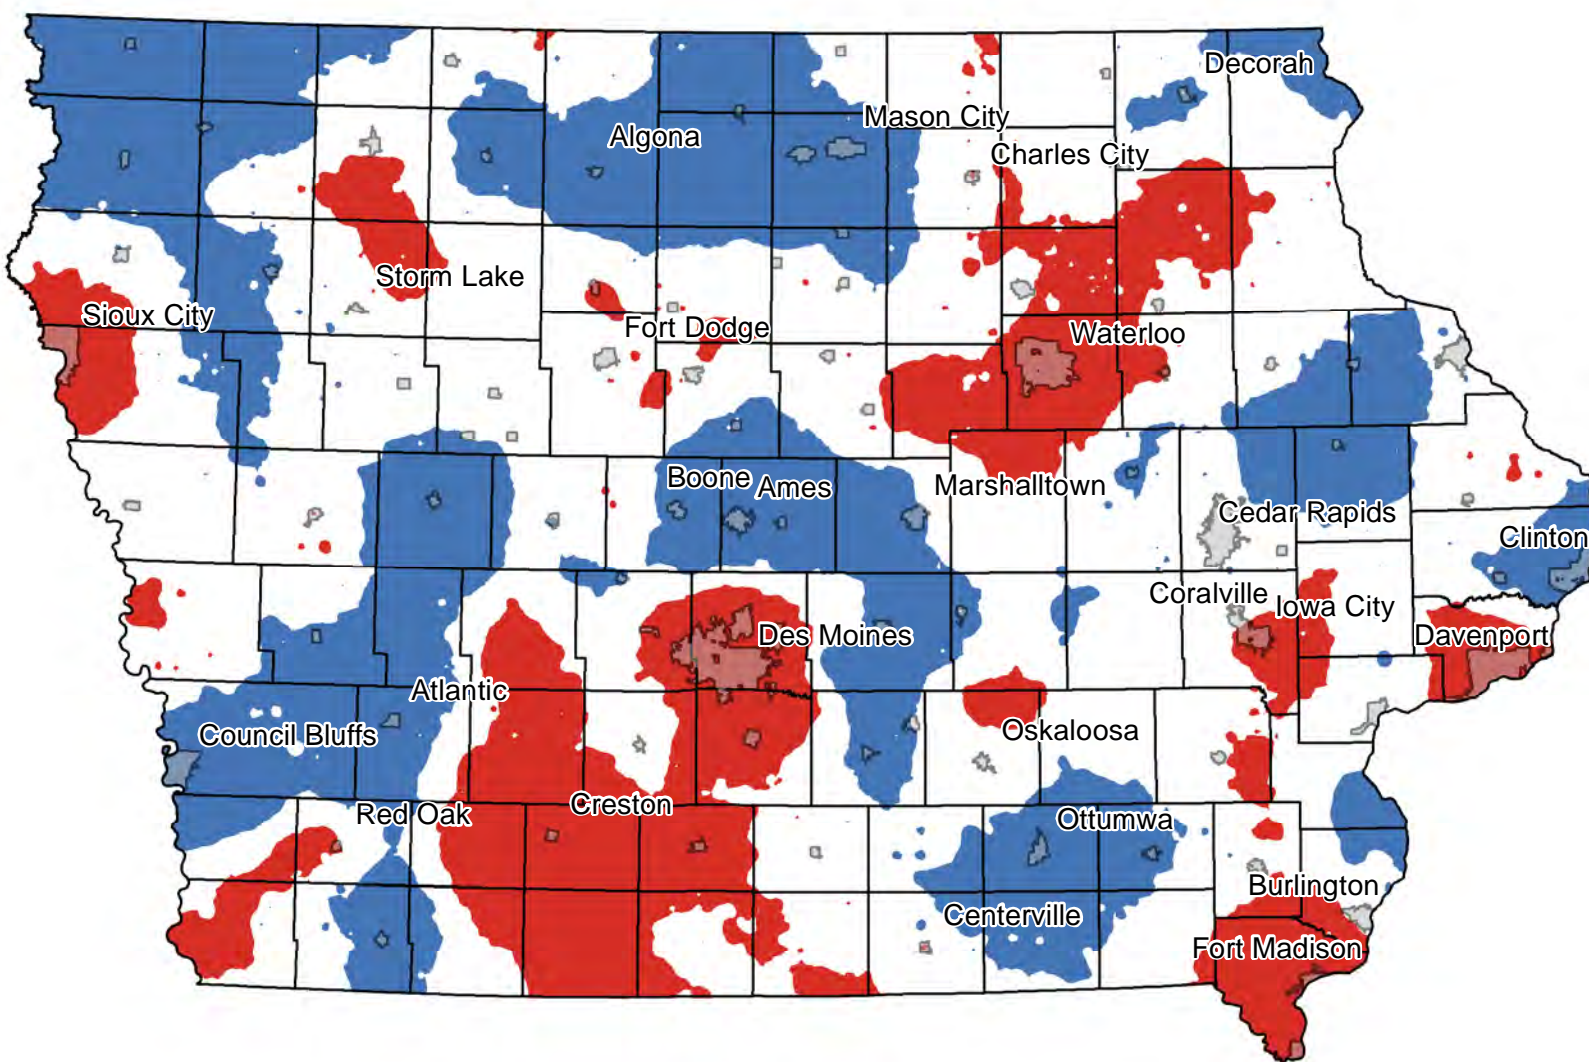 Decorah
Mason City
Algona
Charles City
Storm Lake
Sioux City
Fort Dodge
Waterloo
Boone
Ames
Marshalltown
Cedar Rapids
Clinton
Coralville
Iowa City
Des Moines
Davenport
Atlantic
Council Bluffs
Oskaloosa
Creston
Red Oak
Ottumwa
Burlington
Centerville
Fort Madison